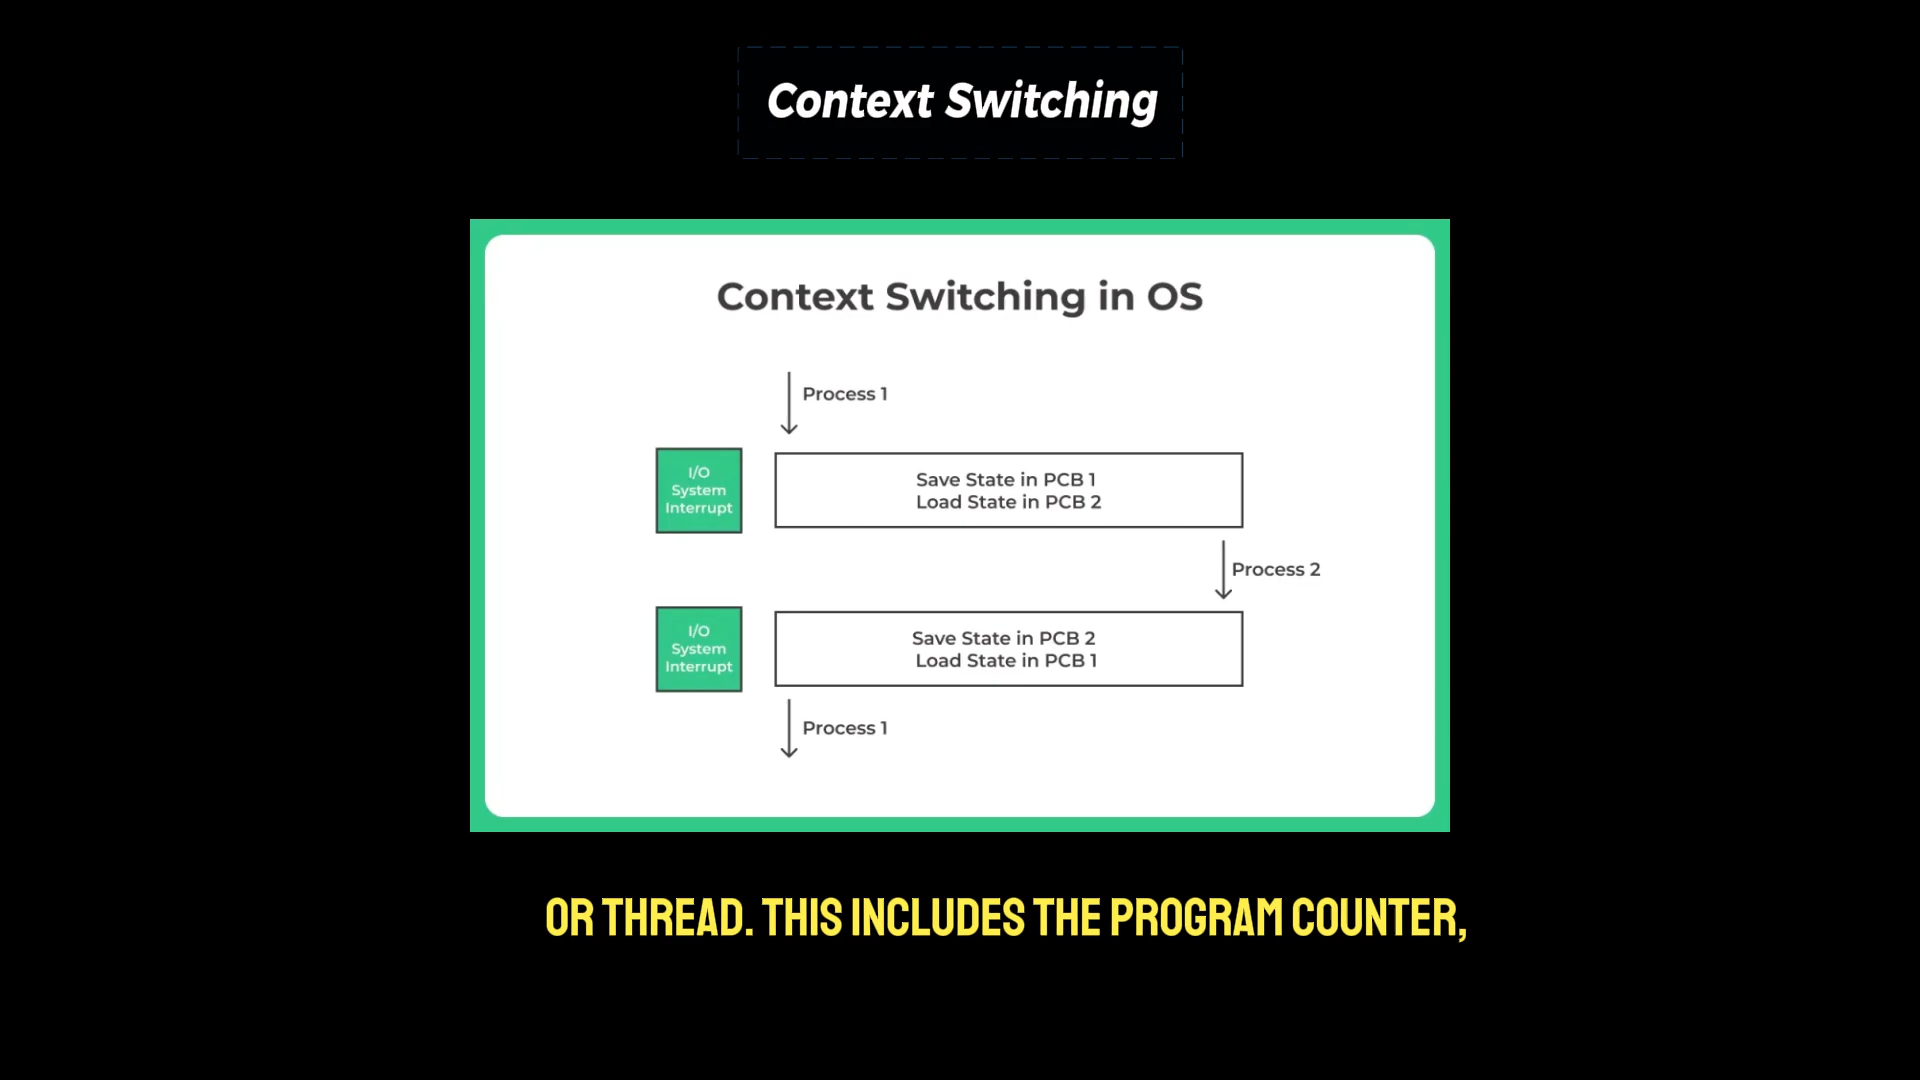 Context Switching
Context Switching in OS
Process 1
I/O
System
Interrupt
Save State in PCB 1
Load State in PCB 2
Process 2
I/O
System
Interrupt
Save State in PCB 2
Load State in PCB 1
Process 1
OR THREAD. THIS INCLUDES THE PROGRAM COUNTER,